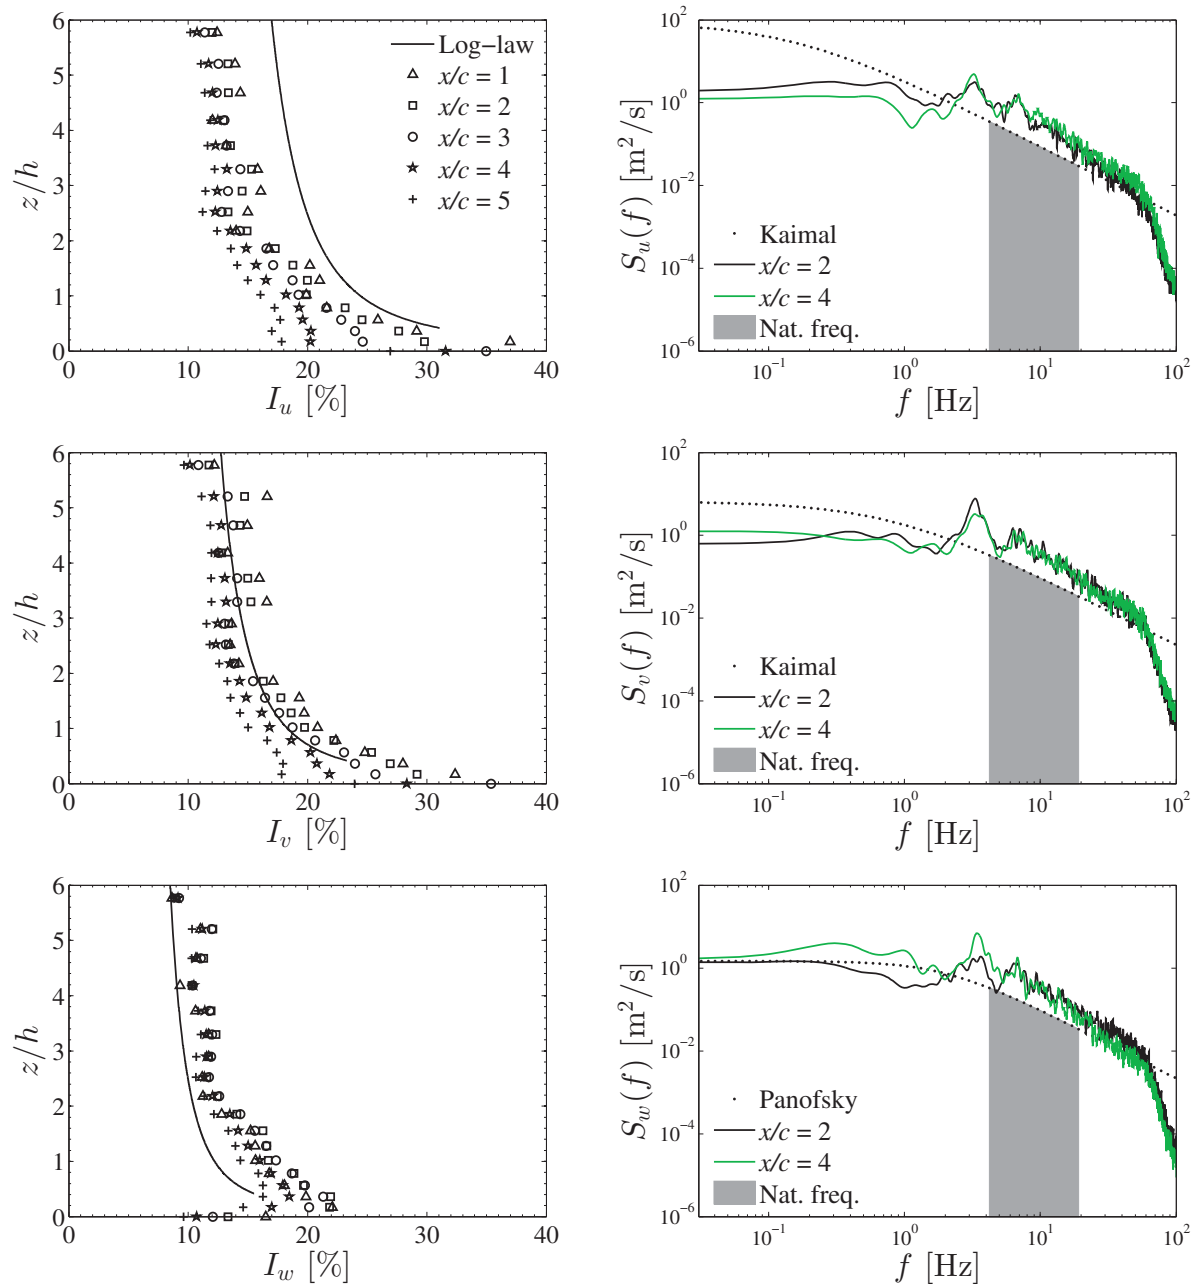 6
5
4
3
2
1
0
z/h
0 10 20 30 40
I_u [%]
Log−law
x/c = 1
x/c = 2
x/c = 3
x/c = 4
x/c = 5
10^2
10^0
10^−2
10^−4
10^−6
S_u(f) [m^2/s]
10^−1 10^0 10^1 10^2
f [Hz]
Kaimal
x/c = 2
x/c = 4
Nat. freq.
6
5
4
3
2
1
0
z/h
0 10 20 30 40
I_v [%]
10^2
10^0
10^−2
10^−4
10^−6
S_v(f) [m^2/s]
10^−1 10^0 10^1 10^2
f [Hz]
Kaimal
x/c = 2
x/c = 4
Nat. freq.
6
5
4
3
2
1
0
z/h
0 10 20 30 40
I_w [%]
10^2
10^0
10^−2
10^−4
10^−6
S_w(f) [m^2/s]
10^−1 10^0 10^1 10^2
f [Hz]
Panofsky
x/c = 2
x/c = 4
Nat. freq.